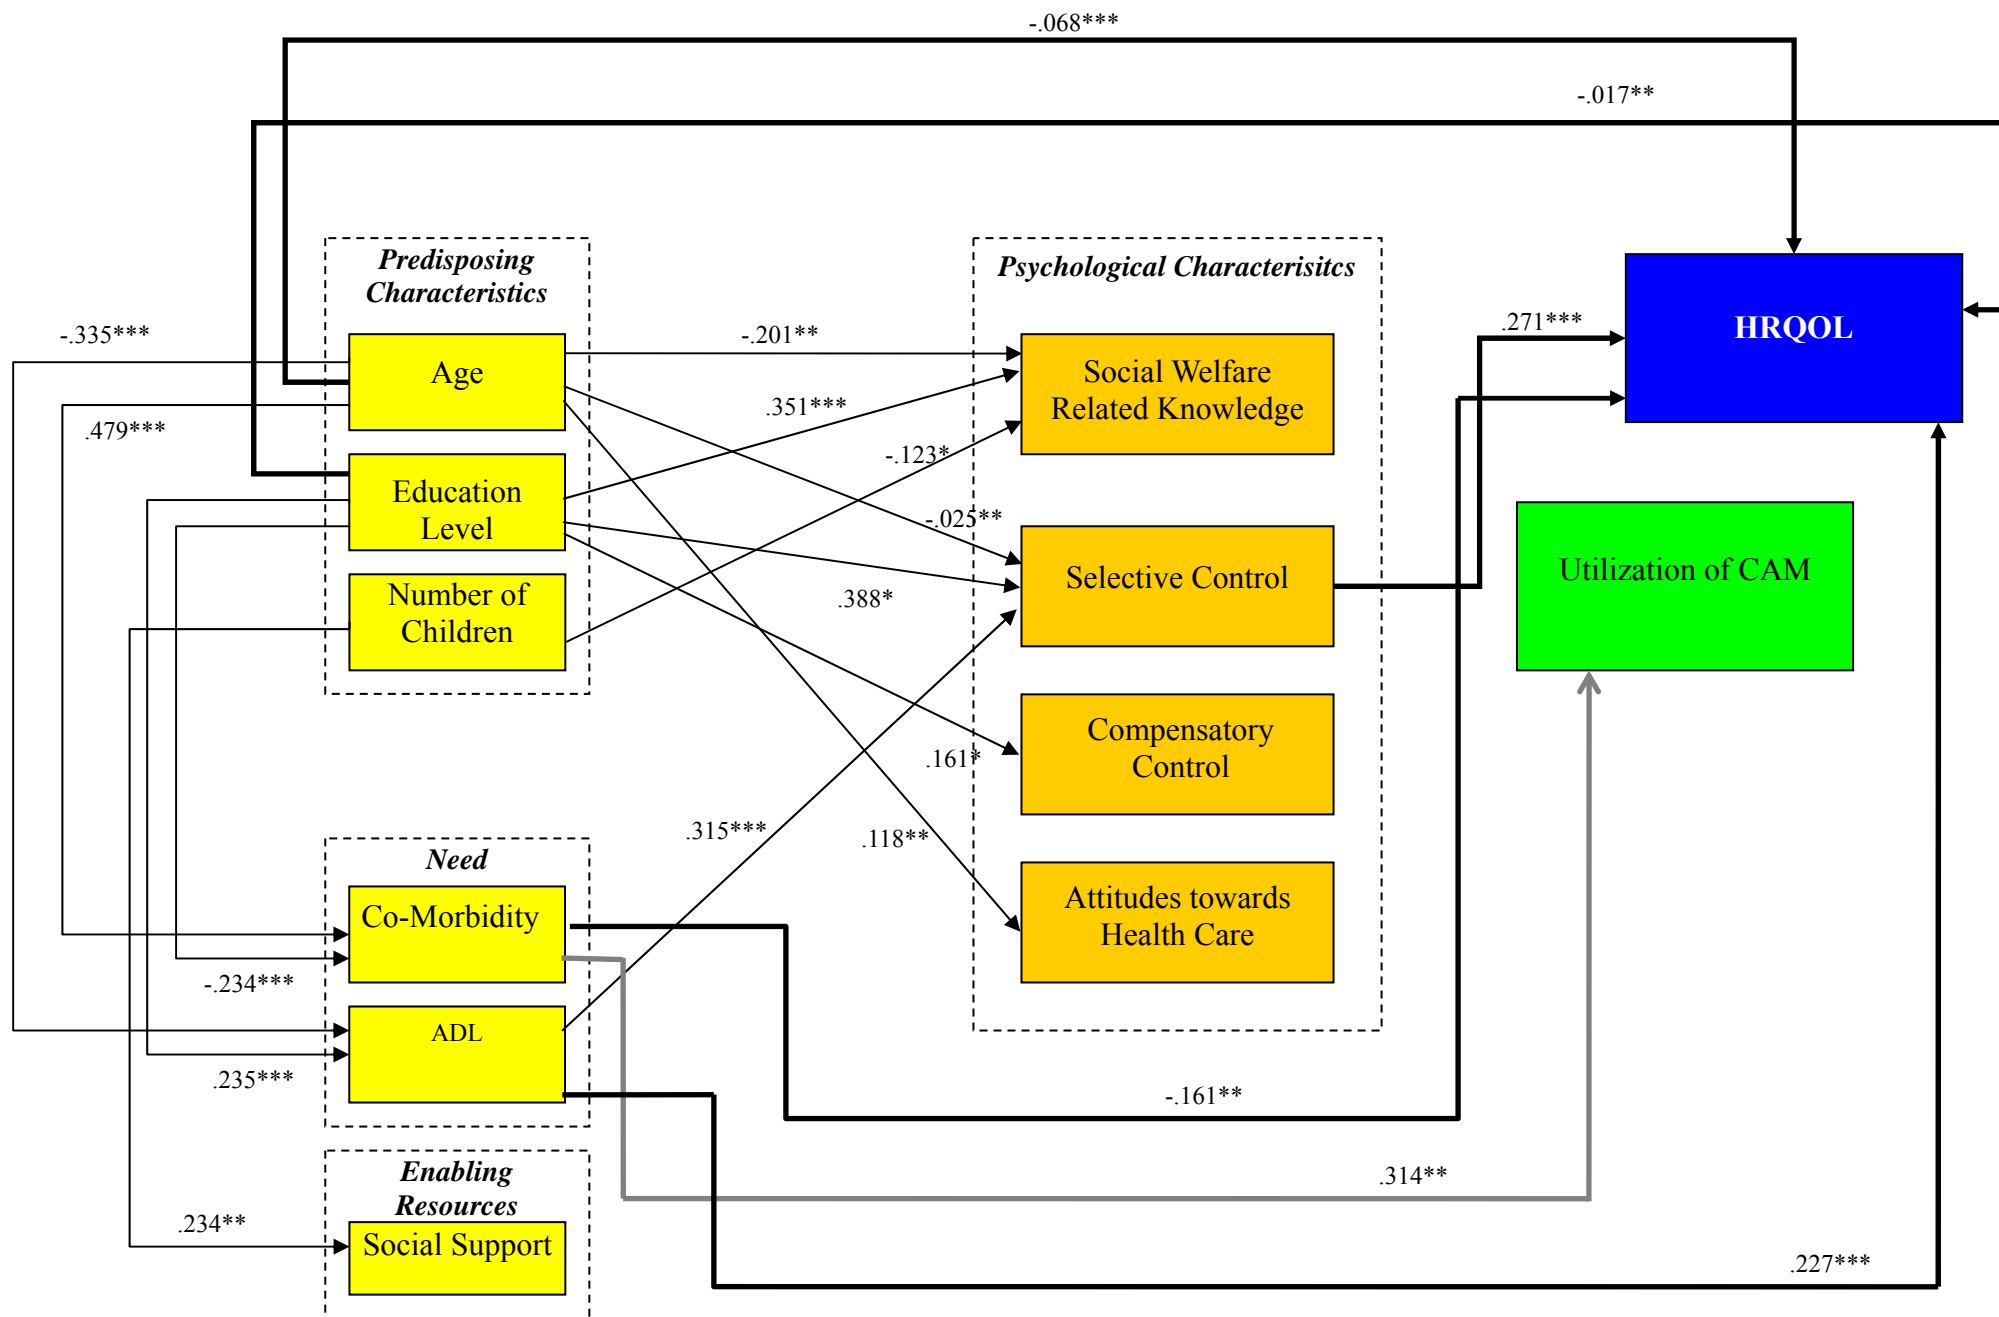 -.068***
-.017**
Predisposing
Characteristics
Psychological Characterisitcs
-.335***
-.201**
.271***
HRQOL
Age
Social Welfare
Related Knowledge
.351***
.479***
-.123*
Education
Level
-.025**
Utilization of CAM
Selective Control
Number of
Children
.388*
Compensatory
Control
.161*
.315***
.118**
Need
Co-Morbidity
Attitudes towards
Health Care
-.234***
ADL
.235***
-.161**
Enabling
Resources
.314**
.234**
Social Support
.227***